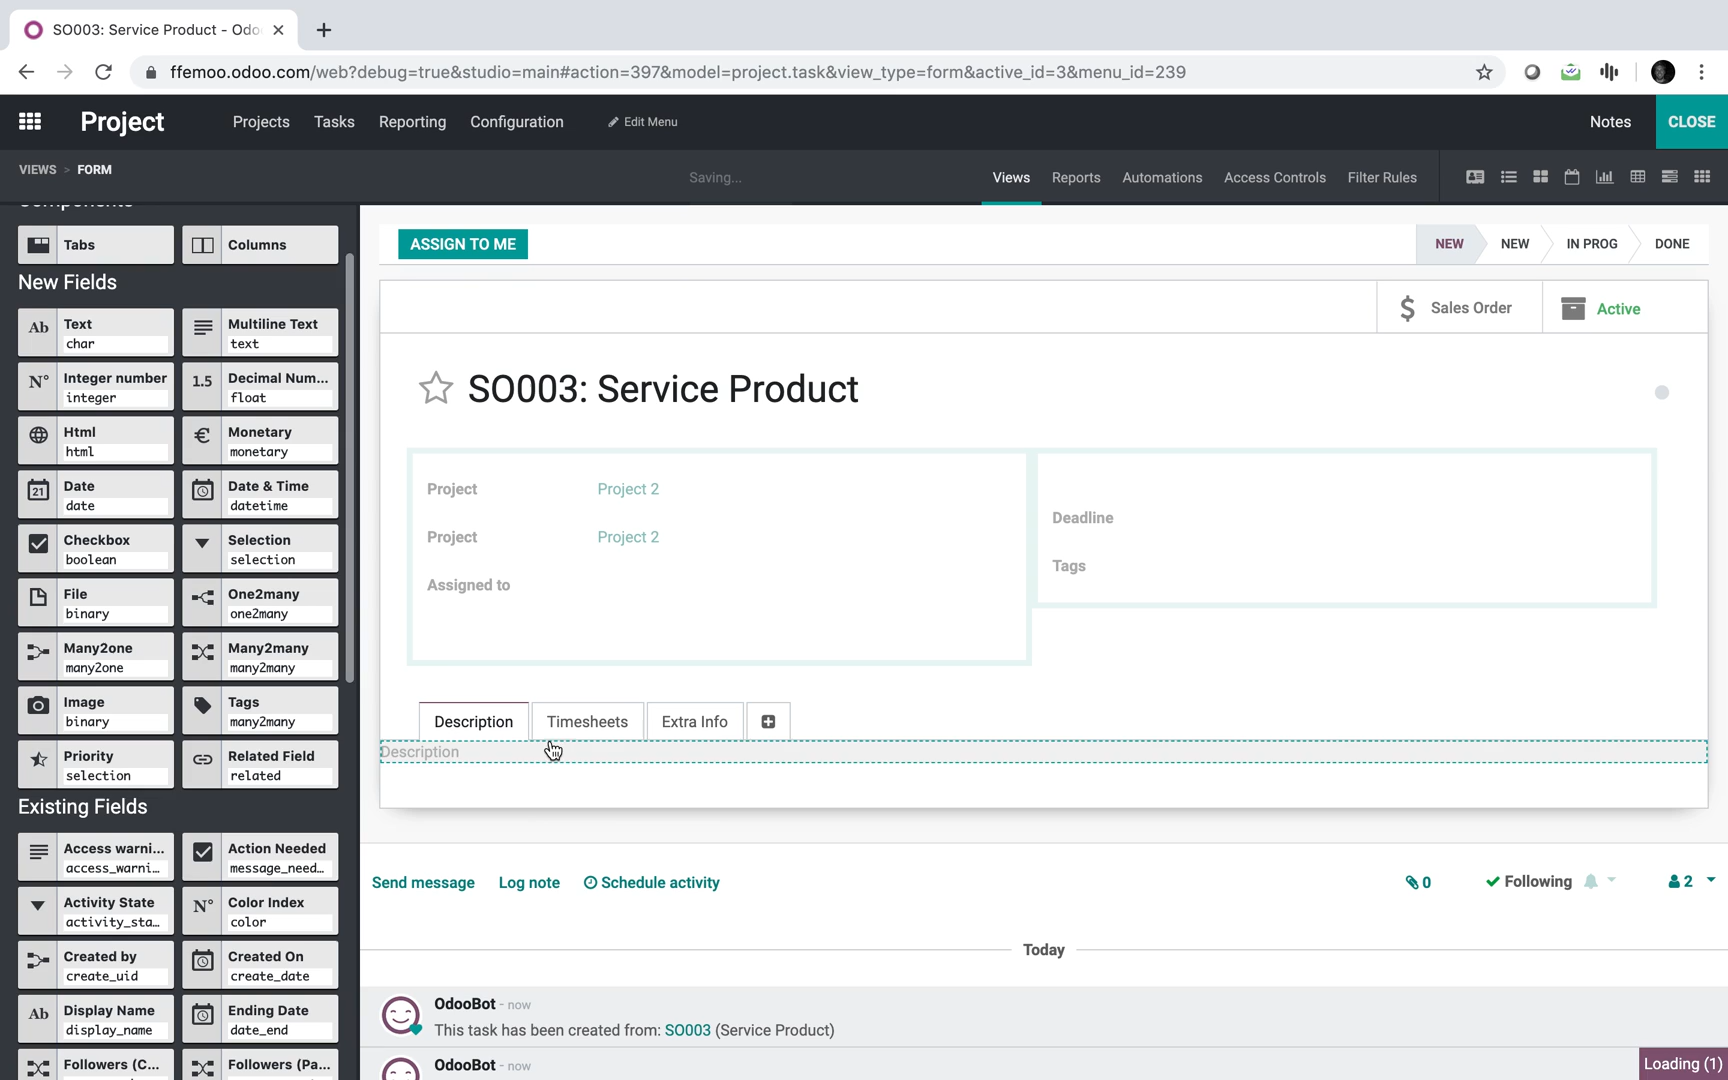 SO003: Service Product - Odo
ffemoo.odoo.com/web?debug=true&studio=main#action=397&model=project.task&view_type=form&active_id=3&menu_id=239
Project
Projects
Tasks
Reporting
Configuration
Edit Menu
Notes
CLOSE
VIEWS > FORM
Saving...
Views
Reports
Automations
Access Controls
Filter Rules
Components
Tabs
Columns
New Fields
Ab Text
char
Multiline Text
text
N° Integer number
integer
1.5 Decimal Num...
float
Html
html
€ Monetary
monetary
21 Date
date
Date & Time
datetime
Checkbox
boolean
Selection
selection
File
binary
One2many
one2many
Many2one
many2one
Many2many
many2many
Image
binary
Tags
many2many
Priority
selection
Related Field
related
Existing Fields
Access warni...
access_warni...
Action Needed
message_need...
Activity State
activity_sta...
N° Color Index
color
Created by
create_uid
Created On
create_date
Ab Display Name
display_name
Ending Date
date_end
Followers (C...
Followers (Pa...
ASSIGN TO ME
NEW
NEW
IN PROG
DONE
$ Sales Order
Active
SO003: Service Product
Project Project 2
Project Project 2
Assigned to
Deadline
Tags
Description
Timesheets
Extra Info
Description
Send message
Log note
Schedule activity
0
Following
2
Today
OdooBot - now
This task has been created from: SO003 (Service Product)
OdooBot - now
Loading (1)